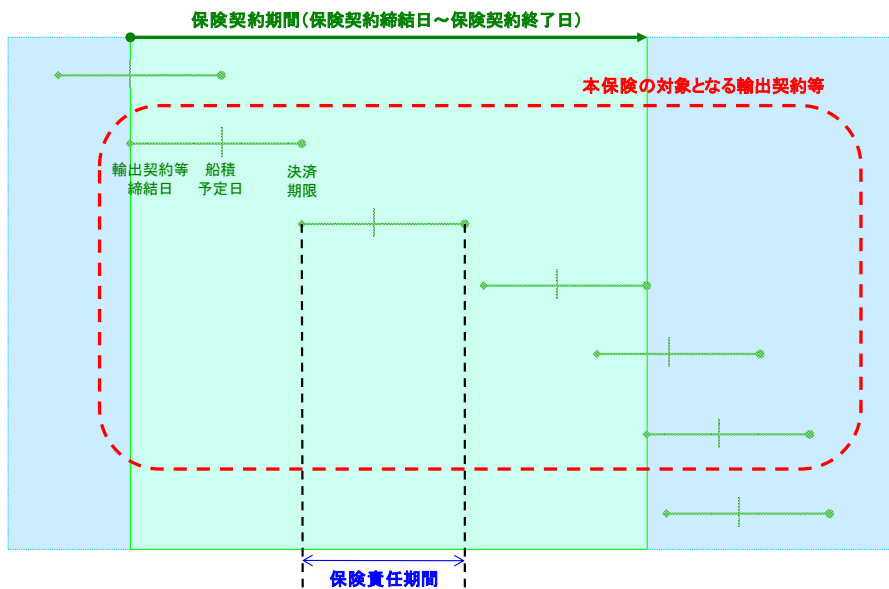 保険契約期間（保険契約締結日～保険契約終了日）
本保険の対象となる輸出契約等
輸出契約等
締結日
船積
予定日
決済
期限
保険責任期間